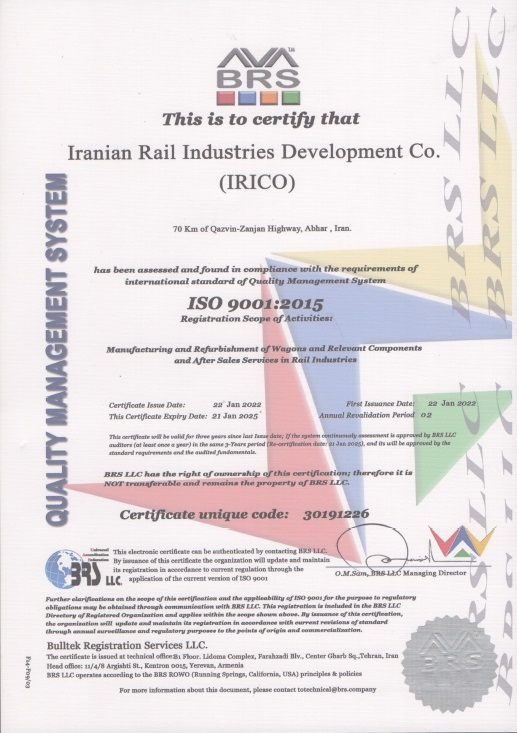 AVA™
BRS
This is to certify that
Iranian Rail Industries Development Co.
(IRICO)
70 Km of Qazvin-Zanjan Highway, Abhar , Iran.
has been assessed and found in compliance with the requirements of
international standard of Quality Management System
ISO 9001:2015
Registration Scope of Activities:
Manufacturing and Refurbishment of Wagons and Relevant Components
and After Sales Services in Rail Industries
Certificate Issue Date: 22 Jan 2022 First Issuance Date: 22 Jan 2022
This Certificate Expiry Date: 21 Jan 2025 Annual Revalidation Period 02
This certificate will be valid for three years since last Issue date; If the system continuously assessment is approved by BRS LLC
auditors (at least once a year) in the same 3-Years period (Re-certification date: 21 Jan 2025), and its will be approved by the
standard requirements and the audited fundamentals.
BRS LLC has the right of ownership of this certification; therefore it is
NOT transferable and remains the property of BRS LLC.
Certificate unique code: 30191226
Universal
Accreditation
BRS LLC
This electronic certificate can be authenticated by contacting BRS LLC.
By issuance of this certificate the organization will update and maintain
its registration in accordance to current regulation through the
application of the current version of ISO 9001
O.M.Sam, BRS LLC Managing Director
Further clarifications on the scope of this certification and the applicability of ISO 9001 for the purpose to regulatory
obligations may be obtained through communication with BRS LLC. This registration is included in the BRS LLC
Directory of Registered Organization and applies within the scope shown above. By issuance of this certification,
the organization will update and maintain its registration in accordance with current revisions of standard
through annual surveillance and regulatory purposes to the points of origin and commercialization.
Bulltek Registration Services LLC.
The certificate is issued at technical office:B1 Floor. Lidoma Complex, Farahzadi Blv., Center Gharb Sq.,Tehran, Iran
Head office: 11/4/8 Argishti St., Kentron 0015, Yerevan, Armenia
BRS LLC operates according to the BRS ROWO (Running Springs, California, USA) principles & policies
For more information about this document, please contact totechnical@brs.company
QUALITY MANAGEMENT SYSTEM
BRS LLC
BRS LLC
BRS LLC